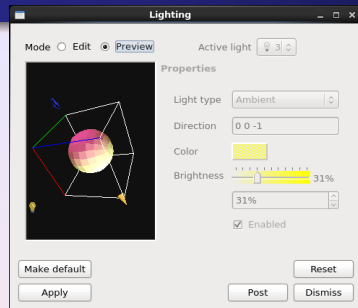 Lighting
Mode Edit Preview Active light 3
Properties
Light type Ambient
Direction 0 0 -1
Color
Brightness 31%
31%
Enabled
Make default Reset
Apply Post Dismiss